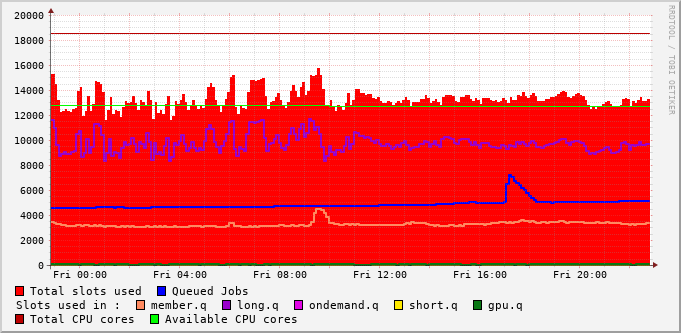 20000
18000
16000
14000
12000
10000
8000
6000
4000
2000
0
Fri 00:00 Fri 04:00 Fri 08:00 Fri 12:00 Fri 16:00 Fri 20:00
Total slots used Queued Jobs
Slots used in : member.q long.q ondemand.q short.q gpu.q
Total CPU cores Available CPU cores
RRDTOOL / TOBI OETIKER